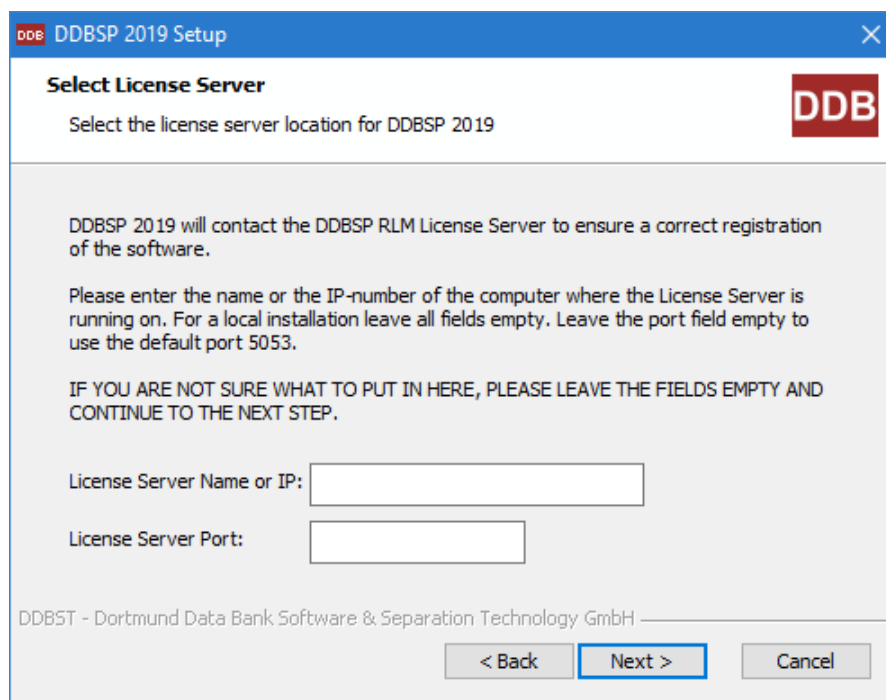 DDB DDBSP 2019 Setup
Select License Server
Select the license server location for DDBSP 2019
DDB
DDBSP 2019 will contact the DDBSP RLM License Server to ensure a correct registration
of the software.
Please enter the name or the IP-number of the computer where the License Server is
running on. For a local installation leave all fields empty. Leave the port field empty to
use the default port 5053.
IF YOU ARE NOT SURE WHAT TO PUT IN HERE, PLEASE LEAVE THE FIELDS EMPTY AND
CONTINUE TO THE NEXT STEP.
License Server Name or IP:
License Server Port:
DDBST - Dortmund Data Bank Software & Separation Technology GmbH
< Back Next > Cancel